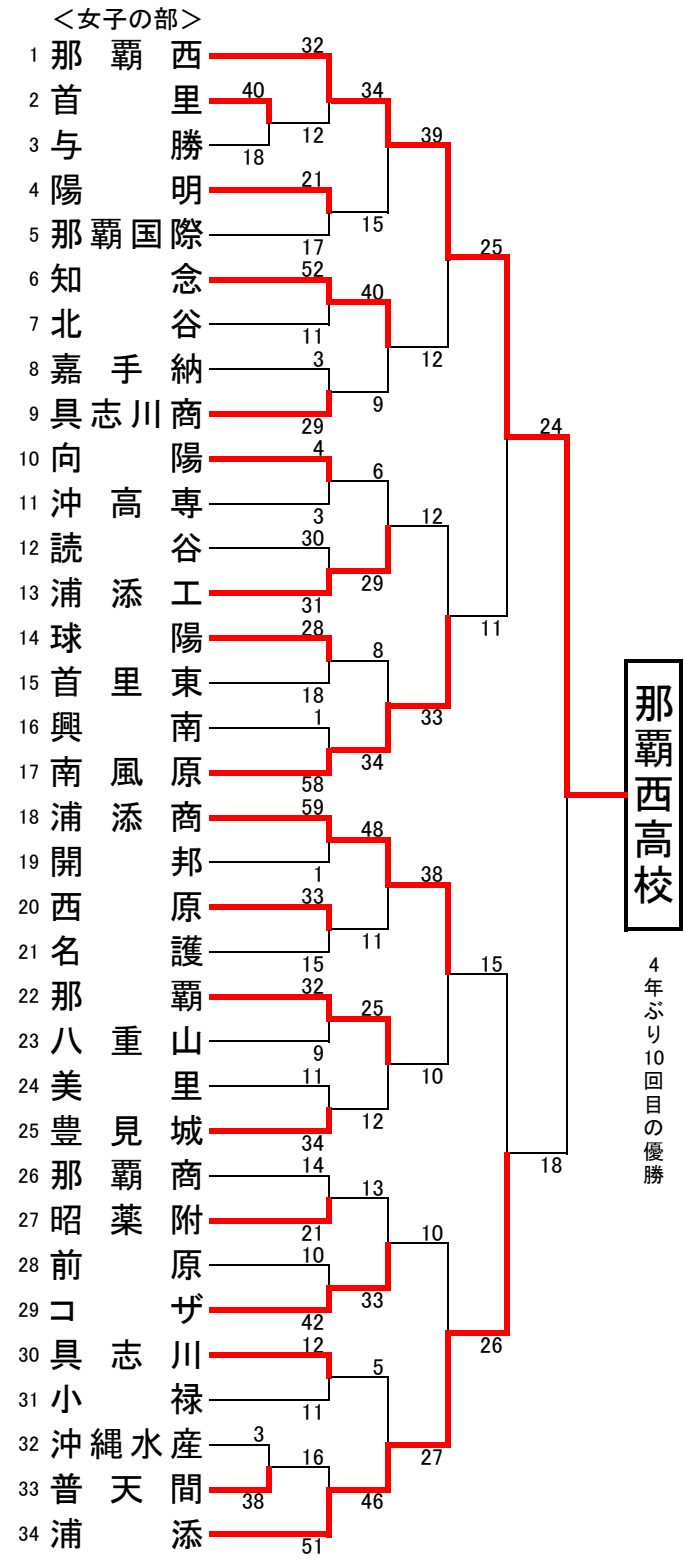 ＜女子の部＞
1 那覇西 32
2 首里 40
34
12
3 与勝 18
39
4 陽明 21
15
5 那覇国際 17
25
6 知念 52
40
7 北谷 11
12
8 嘉手納 3
9
9 具志川商 29
24
10 向陽 4
6
11 沖高専 3
12
12 読谷 30
29
13 浦添工 31
11
14 球陽 28
8
15 首里東 18
33
16 興南 1
34
17 南風原 58
那覇西高校
4年ぶり10回目の優勝
18 浦添商 59
48
19 開邦 1
38
20 西原 33
11
21 名護 15
15
22 那覇 32
25
23 八重山 9
10
24 美里 11
12
25 豊見城 34
18
26 那覇商 14
13
27 昭薬附 21
10
28 前原 10
33
29 コザ 42
26
30 具志川 12
5
31 小禄 11
27
32 沖縄水産 3
16
33 普天間 38
46
34 浦添 51